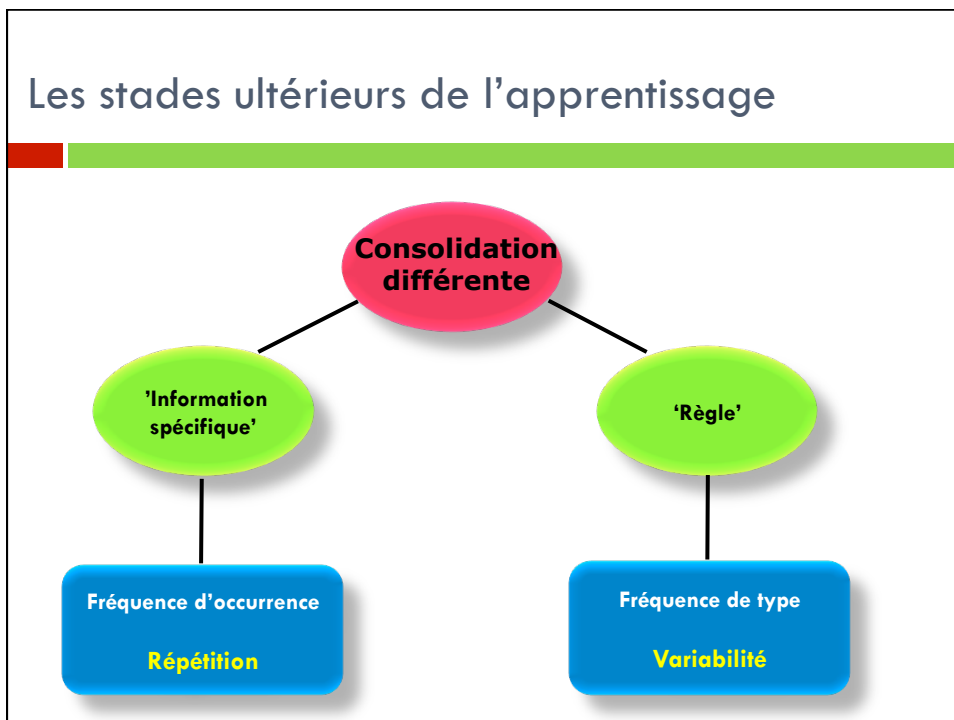 Les stades ultérieurs de l’apprentissage
Consolidation
différente
’Information
spécifique’
‘Règle’
Fréquence d’occurrence
Répétition
Fréquence de type
Variabilité